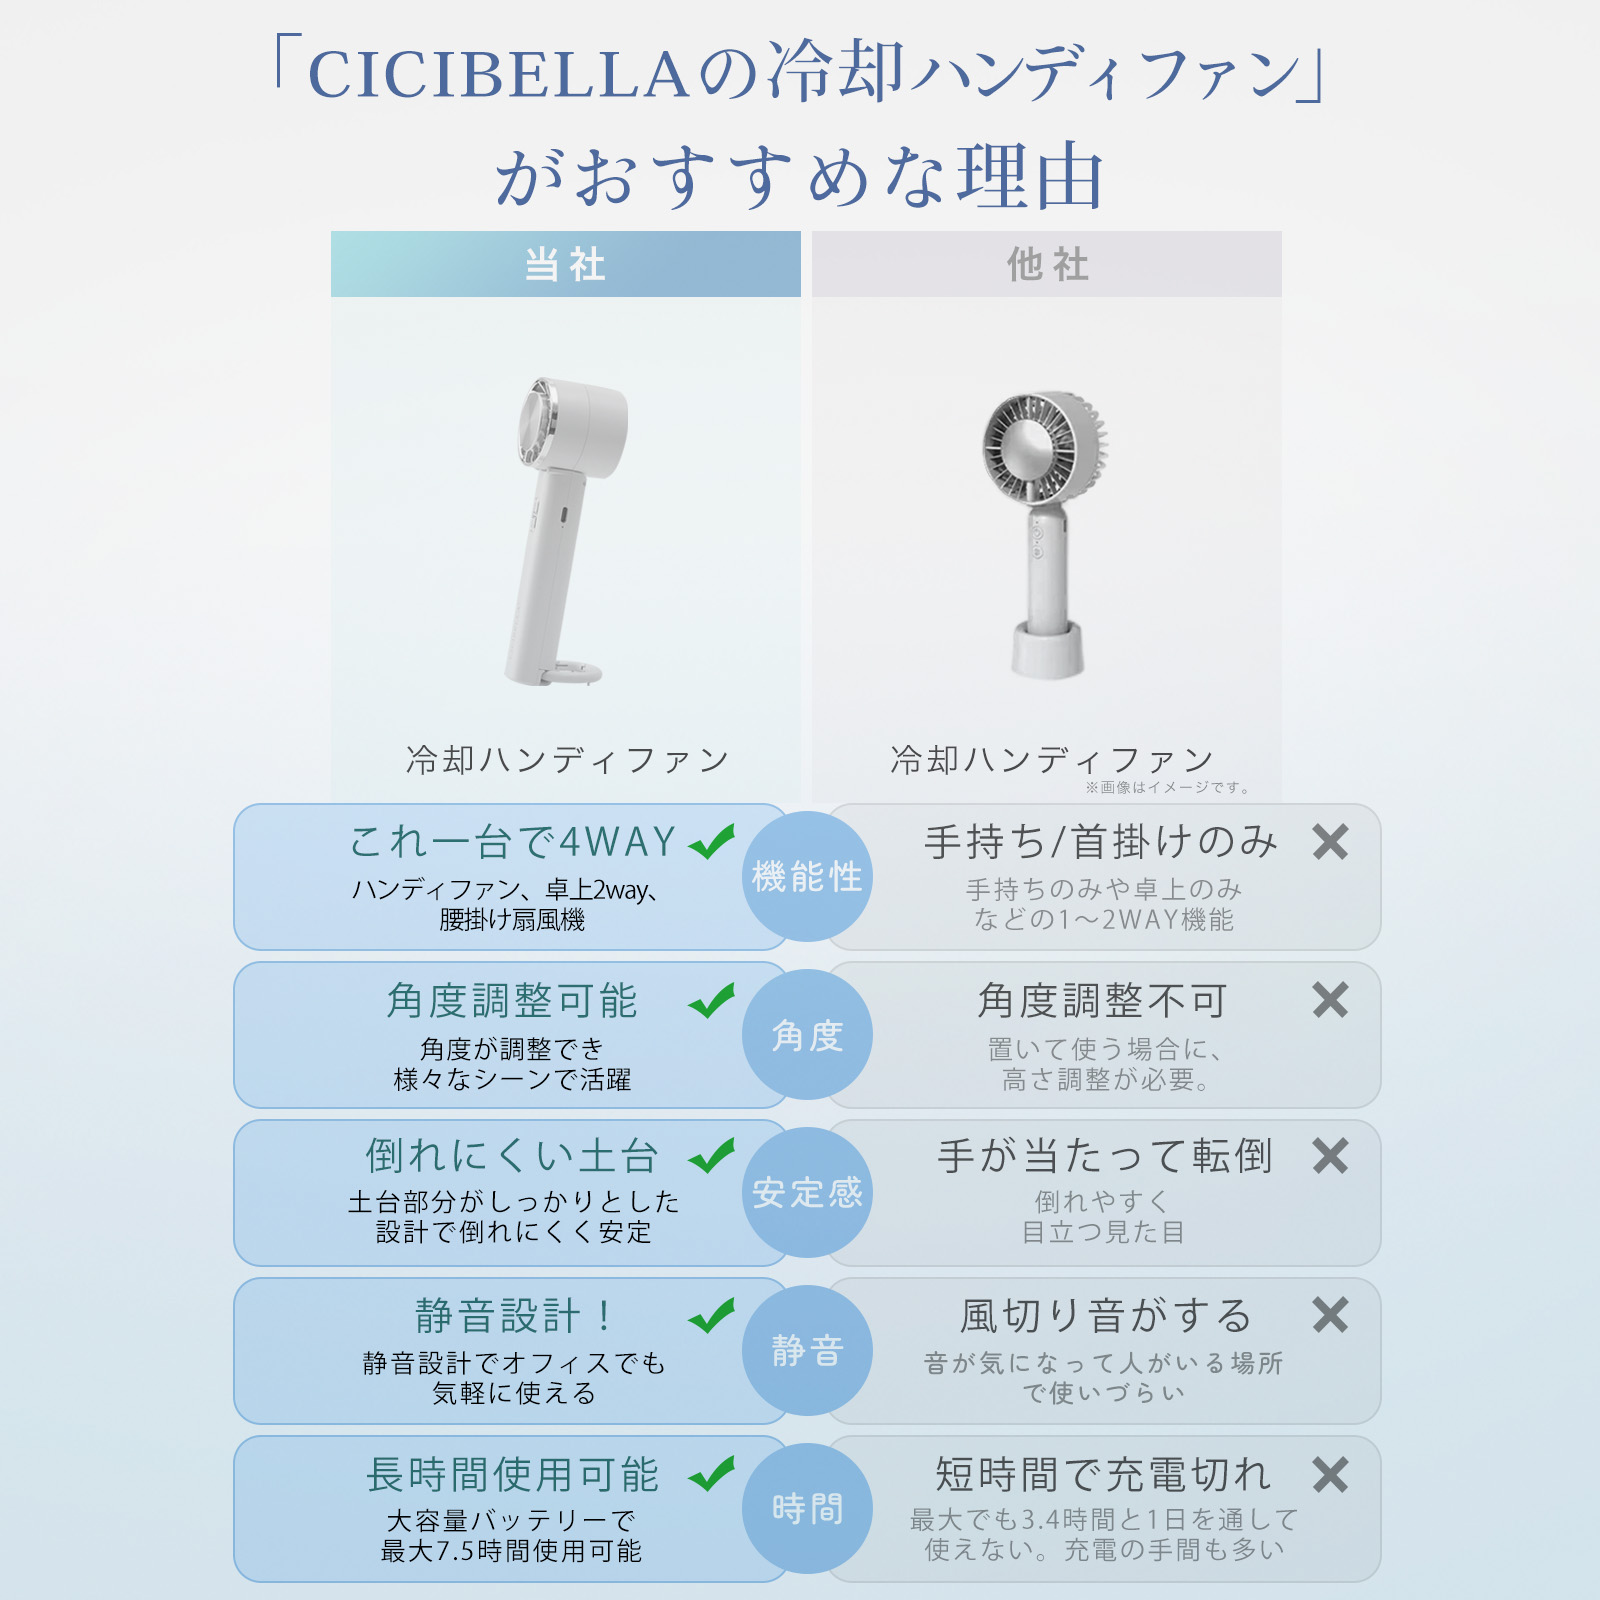 「CICIBELLAの冷却ハンディファン」
がおすすめな理由
当社
他社
冷却ハンディファン
冷却ハンディファン
※画像はイメージです。
これ一台で4WAY
ハンディファン、卓上2way、
腰掛け扇風機
機能性
手持ち/首掛けのみ
手持ちのみや卓上のみ
などの1〜2WAY機能
角度調整可能
角度が調整でき
様々なシーンで活躍
角度
角度調整不可
置いて使う場合に、
高さ調整が必要。
倒れにくい土台
土台部分がしっかりとした
設計で倒れにくく安定
安定感
手が当たって転倒
倒れやすく
目立つ見た目
静音設計！
静音設計でオフィスでも
気軽に使える
静音
風切り音がする
音が気になって人がいる場所
で使いづらい
長時間使用可能
大容量バッテリーで
最大7.5時間使用可能
時間
短時間で充電切れ
最大でも3.4時間と1日を通して
使えない。充電の手間も多い